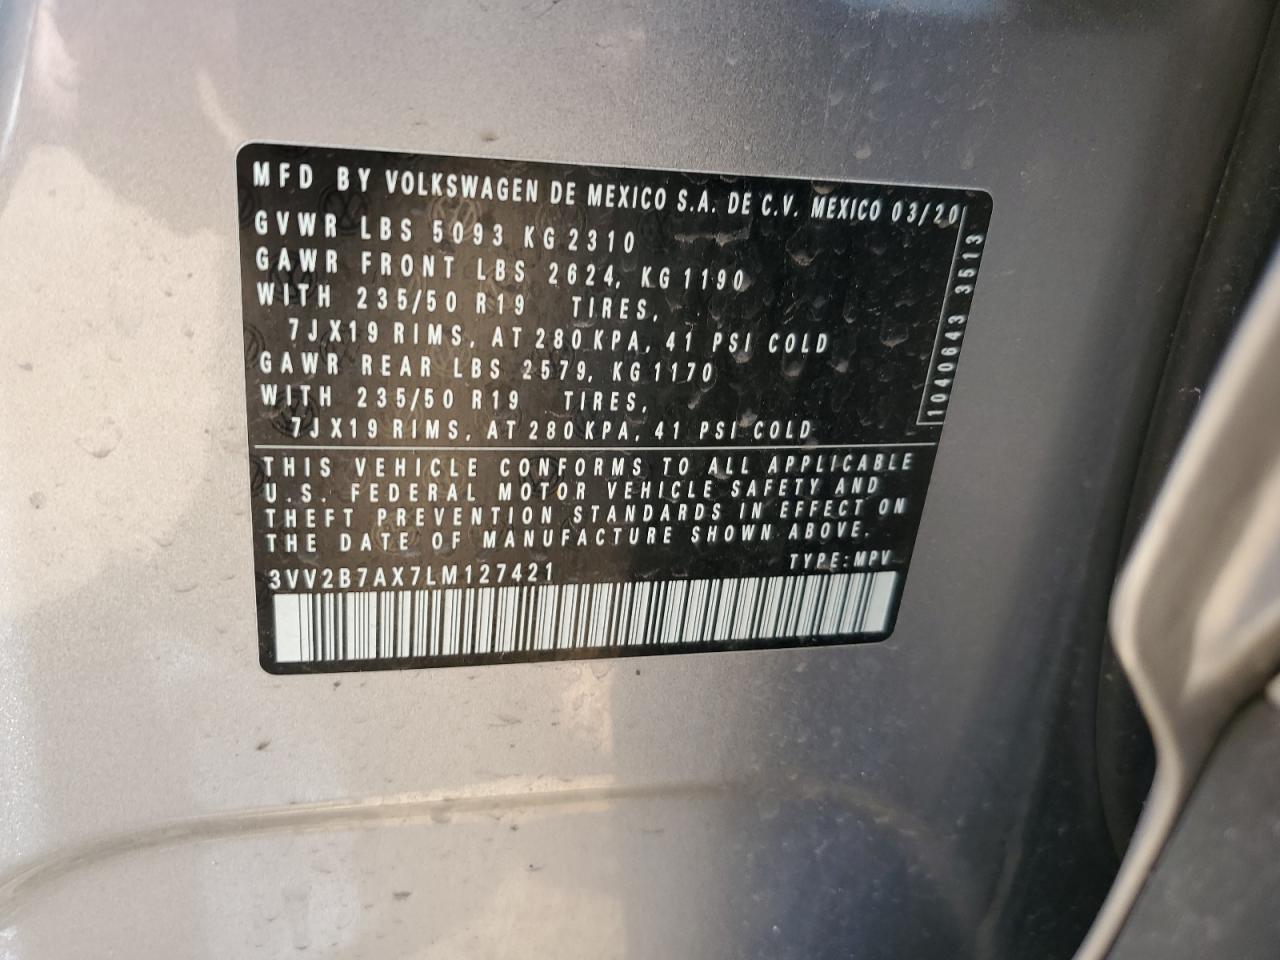 MFD BY VOLKSWAGEN DE MEXICO S.A. DE C.V. MEXICO 03/20
GVWR LBS 5093 KG 2310
GAWR FRONT LBS 2624, KG 1190
WITH 235/50 R19 TIRES,
7JX19 RIMS, AT 280 KPA, 41 PSI COLD
GAWR REAR LBS 2579, KG 1170
WITH 235/50 R19 TIRES,
7JX19 RIMS, AT 280 KPA, 41 PSI COLD
1040643 3513
THIS VEHICLE CONFORMS TO ALL APPLICABLE
U.S. FEDERAL MOTOR VEHICLE SAFETY AND
THEFT PREVENTION STANDARDS IN EFFECT ON
THE DATE OF MANUFACTURE SHOWN ABOVE.
TYPE:MPV
3VV2B7AX7LM127421